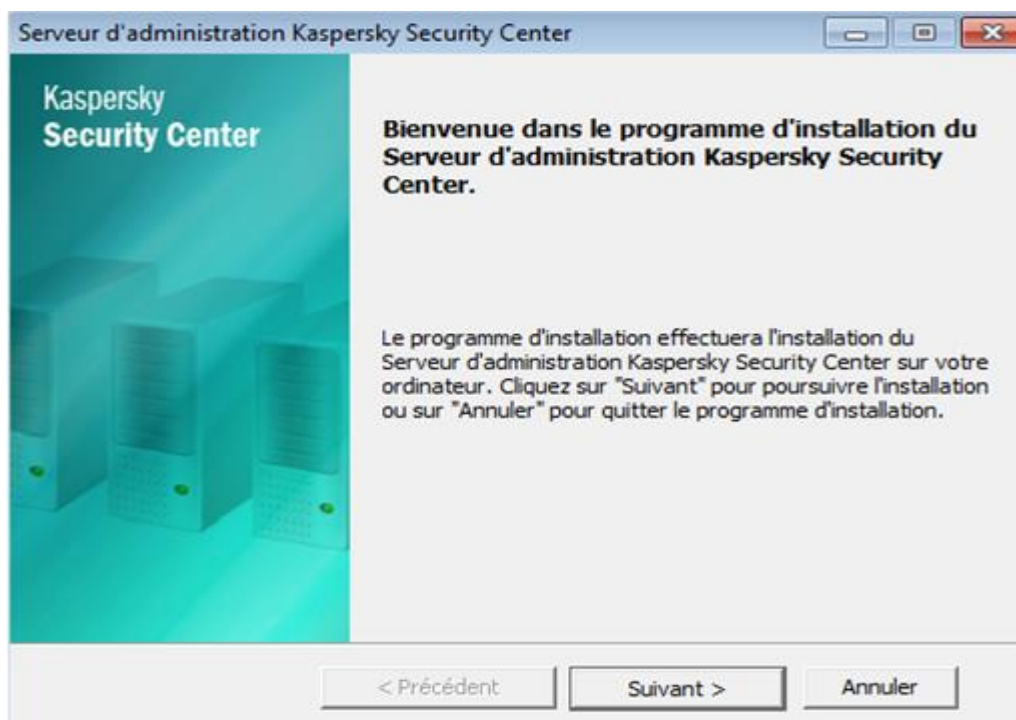 Serveur d'administration Kaspersky Security Center
Kaspersky
Security Center
Bienvenue dans le programme d'installation du
Serveur d'administration Kaspersky Security
Center.
Le programme d'installation effectuera l'installation du
Serveur d'administration Kaspersky Security Center sur votre
ordinateur. Cliquez sur "Suivant" pour poursuivre l'installation
ou sur "Annuler" pour quitter le programme d'installation.
< Précédent
Suivant >
Annuler